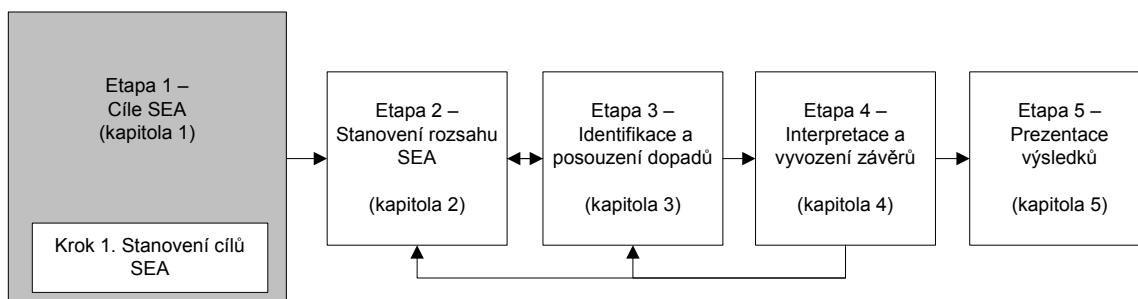 Etapa 1 –
Cíle SEA
(kapitola 1)
Krok 1. Stanovení cílů
SEA
Etapa 2 –
Stanovení rozsahu
SEA
(kapitola 2)
Etapa 3 –
Identifikace a
posouzení dopadů
(kapitola 3)
Etapa 4 –
Interpretace a
vyvození závěrů
(kapitola 4)
Etapa 5 –
Prezentace
výsledků
(kapitola 5)